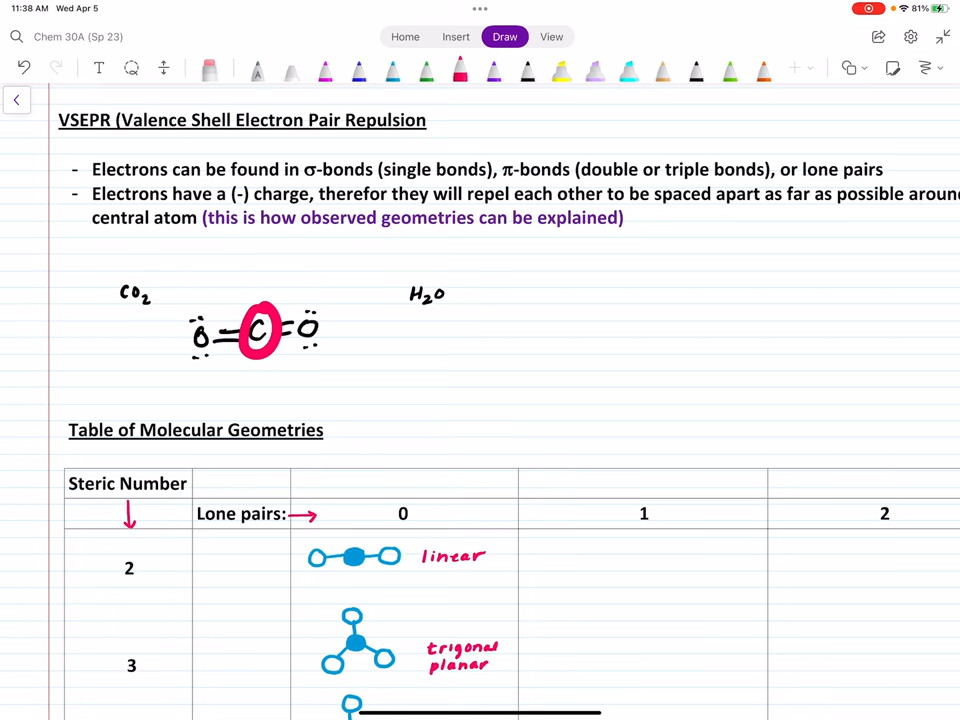 11:38 AM Wed Apr 5
81%
Chem 30A (Sp 23)
Home Insert Draw View
T
A
VSEPR (Valence Shell Electron Pair Repulsion
- Electrons can be found in σ-bonds (single bonds), π-bonds (double or triple bonds), or lone pairs
- Electrons have a (-) charge, therefor they will repel each other to be spaced apart as far as possible aroun
central atom (this is how observed geometries can be explained)
CO2 H2O
O=C=O
Table of Molecular Geometries
Steric Number
Lone pairs: → 0 1 2
2 linear
3 trigonal
planar